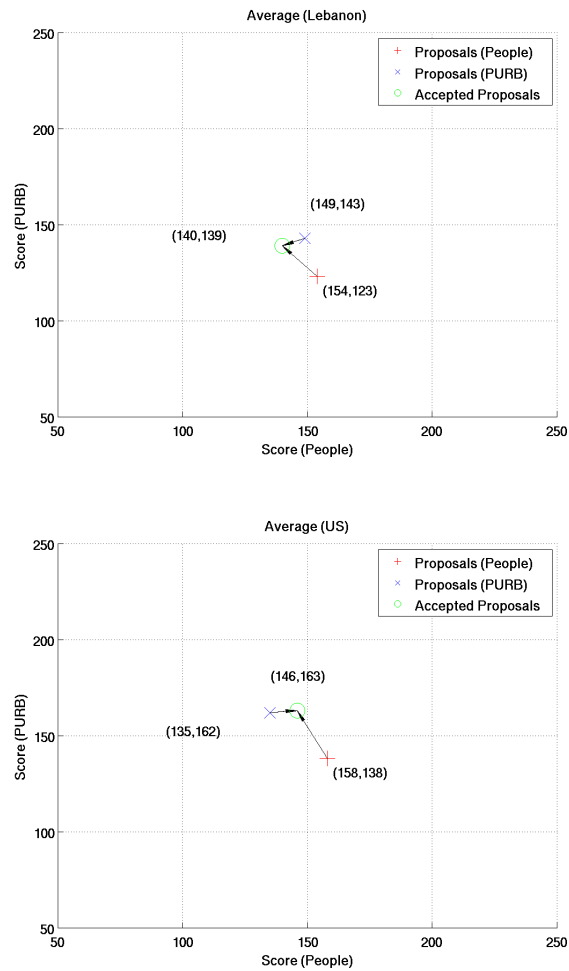 Average (Lebanon)
250
200
150
100
50
50
100
150
200
250
Score (PURB)
Score (People)
Proposals (People)
Proposals (PURB)
Accepted Proposals
(149,143)
(140,139)
(154,123)
Average (US)
250
200
150
100
50
50
100
150
200
250
Score (PURB)
Score (People)
Proposals (People)
Proposals (PURB)
Accepted Proposals
(146,163)
(135,162)
(158,138)